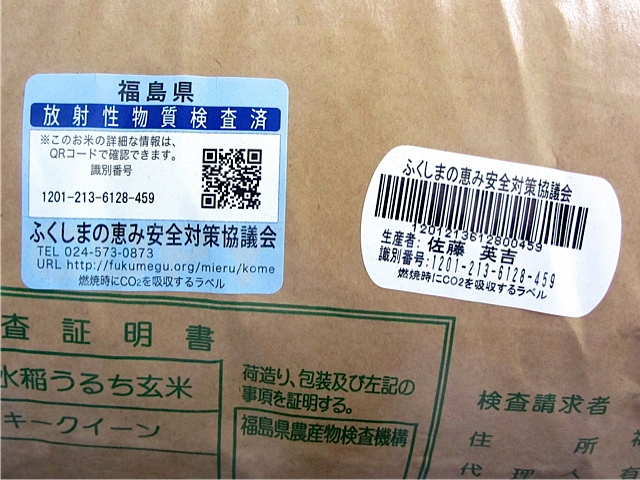 福島県
放射性物質検査済
※このお米の詳細な情報は、
QRコードで確認できます。
識別番号
1201-213-6128-459
ふくしまの恵み安全対策協議会
TEL 024-573-0873
URL http://fukumegu.org/mieru/kome
燃焼時にCO2を吸収するラベル
ふくしまの恵み安全対策協議会
1201213612800459
生産者: 佐藤 英吉
識別番号:1201-213-6128-459
燃焼時にCO2を吸収するラベル
査証明書
水稲うるち玄米
キークイーン
荷造り、包装及び左記の
事項を証明する。
福島県農産物検査機構
検査請求者
住 所
代 理 人